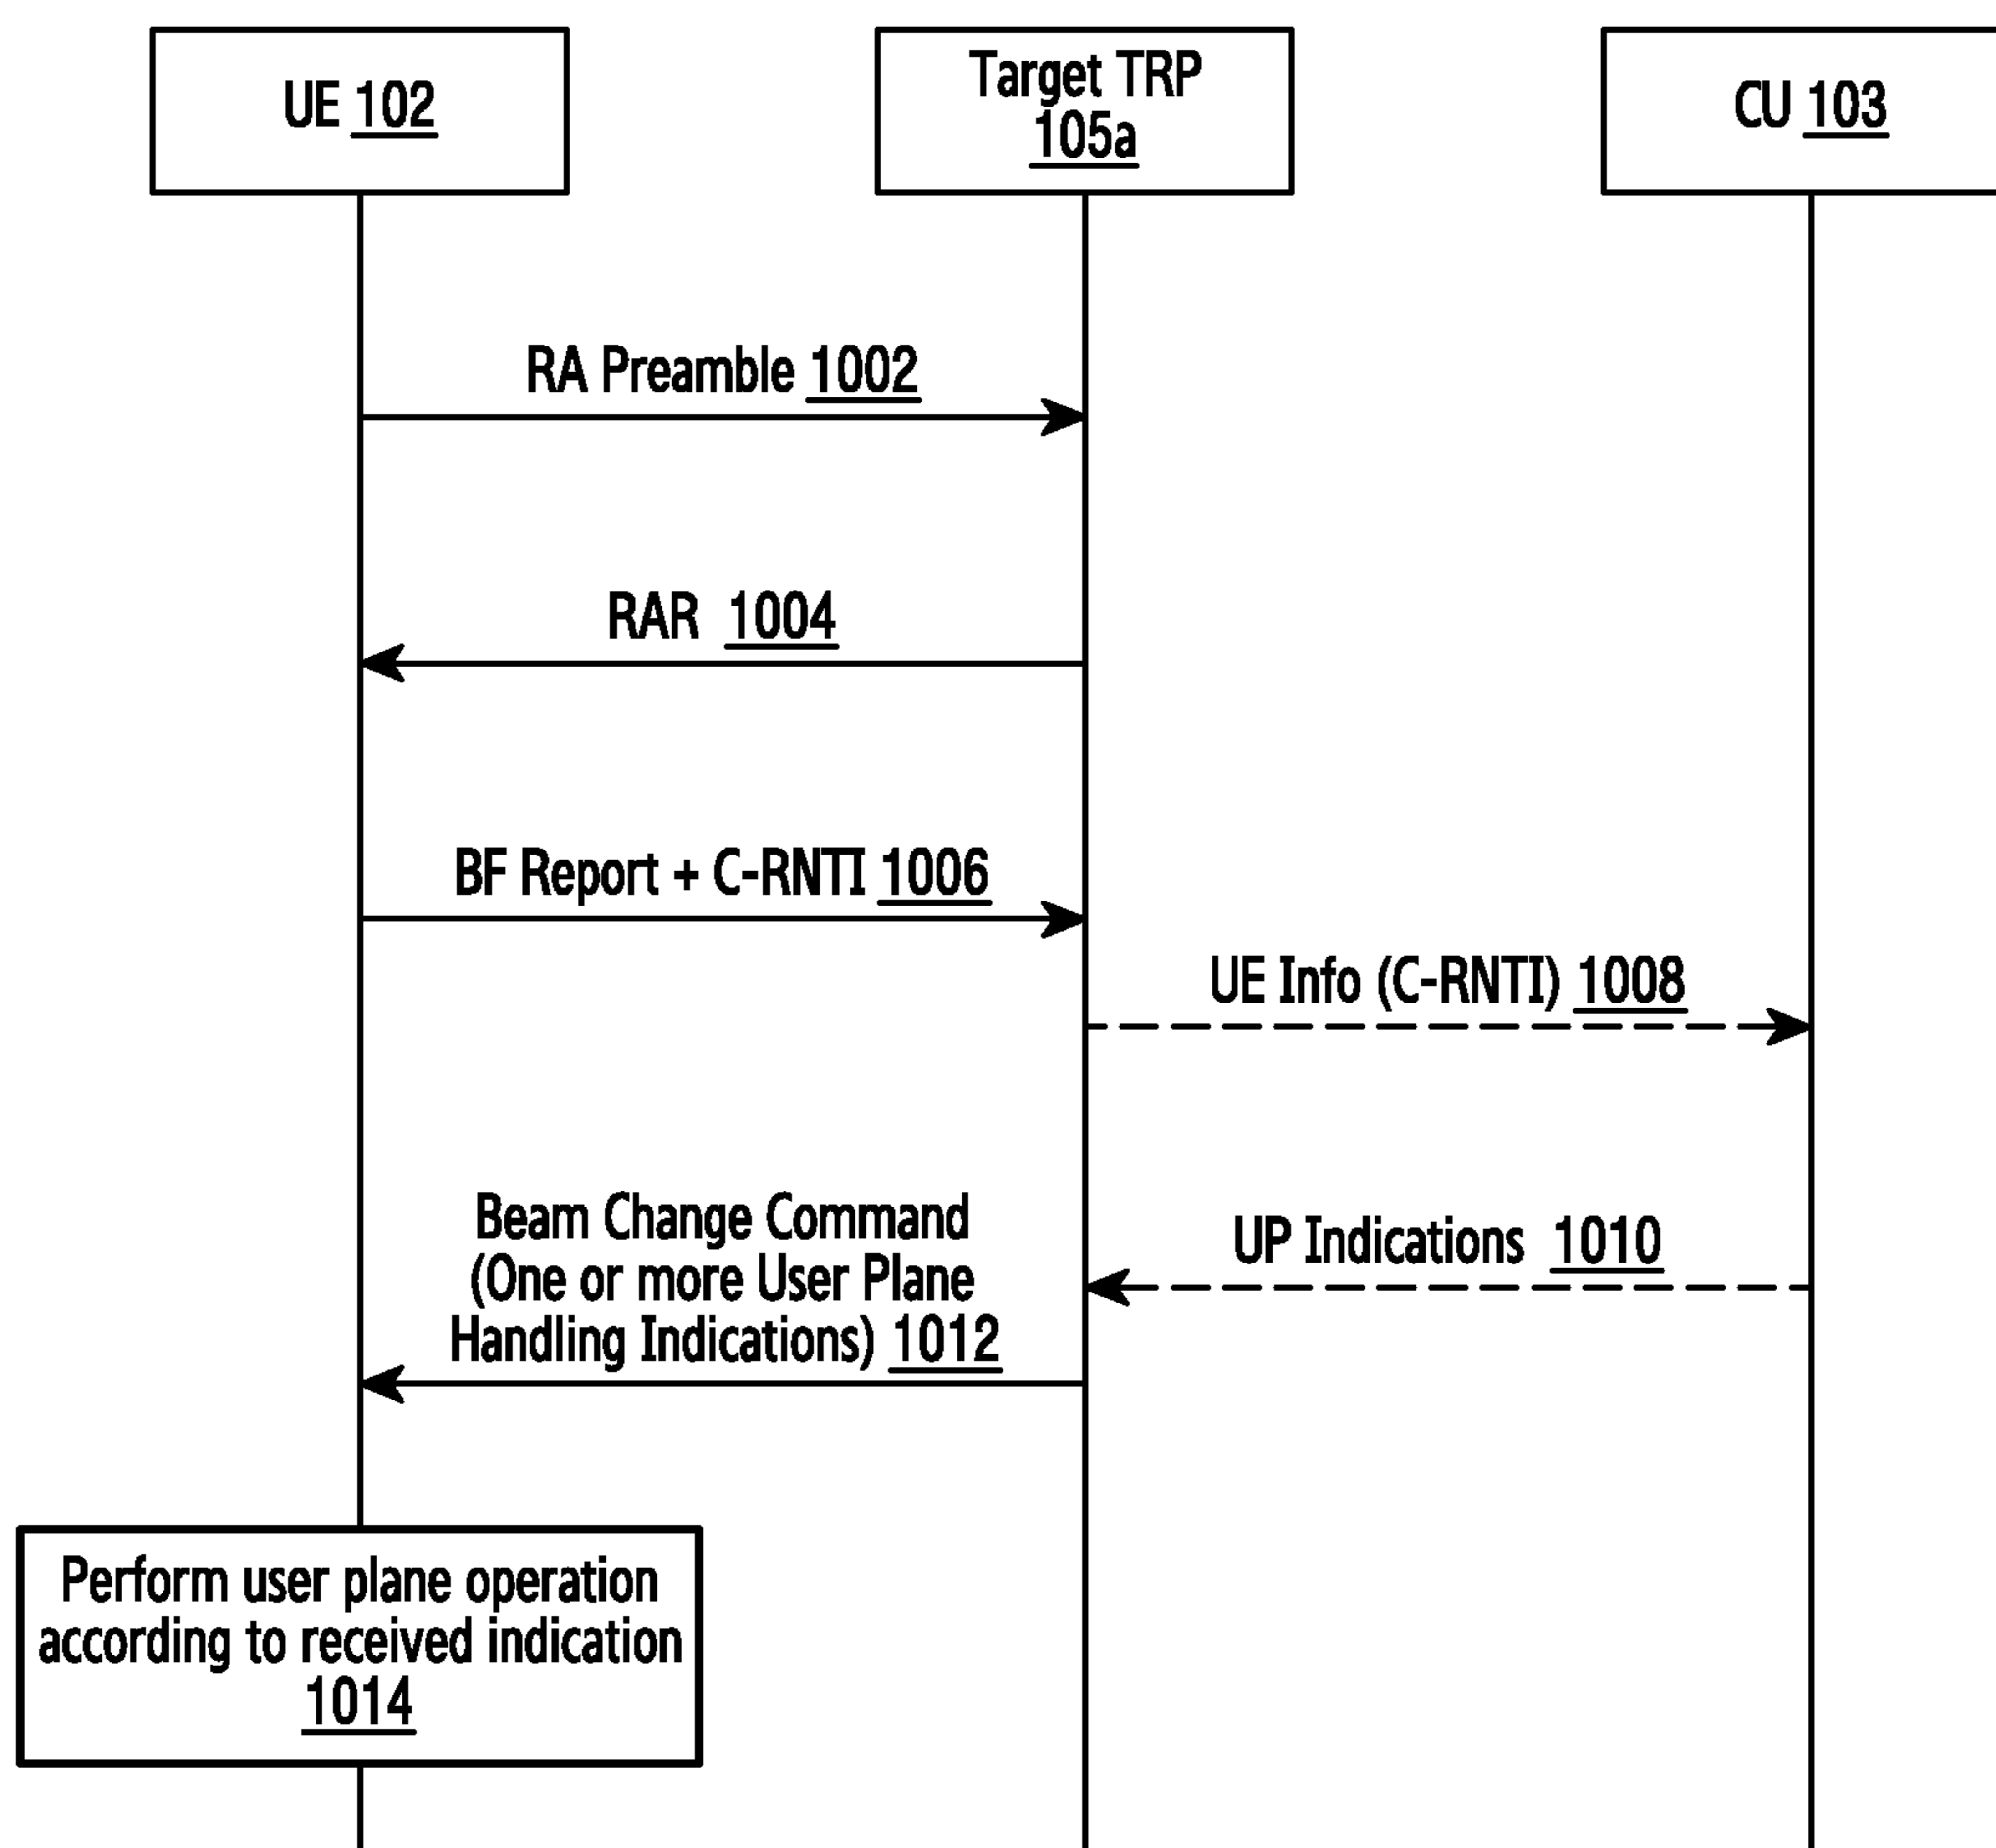 UE 102
Target TRP
105a
CU 103
RA Preamble 1002
RAR 1004
BF Report + C-RNTI 1006
UE Info (C-RNTI) 1008
UP Indications 1010
Beam Change Command
(One or more User Plane
Handling Indications) 1012
Perform user plane operation
according to received indication
1014